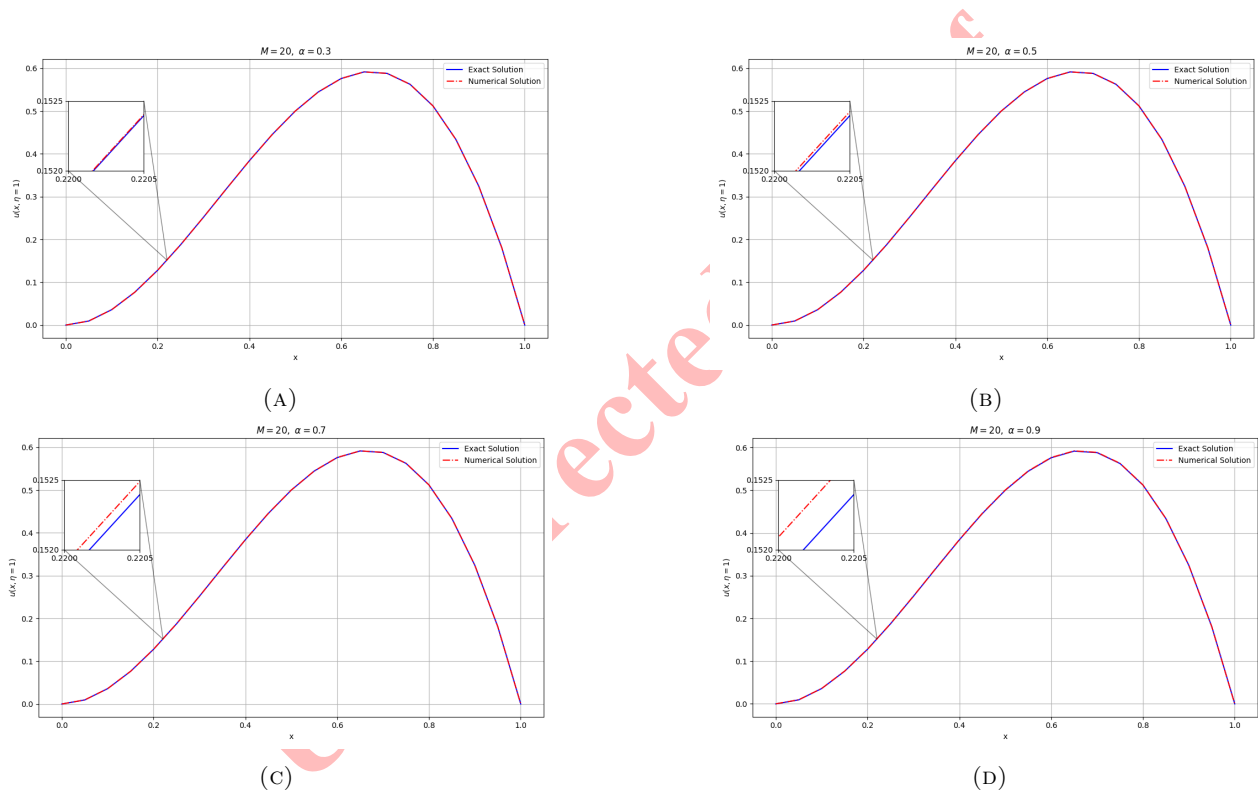 M = 20, α = 0.3
Exact Solution
Numerical Solution
0.6
0.5
0.4
0.3
0.2
0.1
0.0
u(x, η = 1)
0.1525
0.1520
0.2200
0.2205
0.0
0.2
0.4
0.6
0.8
1.0
x
(A)
M = 20, α = 0.5
Exact Solution
Numerical Solution
0.6
0.5
0.4
0.3
0.2
0.1
0.0
u(x, η = 1)
0.1525
0.1520
0.2200
0.2205
0.0
0.2
0.4
0.6
0.8
1.0
x
(B)
M = 20, α = 0.7
Exact Solution
Numerical Solution
0.6
0.5
0.4
0.3
0.2
0.1
0.0
u(x, η = 1)
0.1525
0.1520
0.2200
0.2205
0.0
0.2
0.4
0.6
0.8
1.0
x
(C)
M = 20, α = 0.9
Exact Solution
Numerical Solution
0.6
0.5
0.4
0.3
0.2
0.1
0.0
u(x, η = 1)
0.1525
0.1520
0.2200
0.2205
0.0
0.2
0.4
0.6
0.8
1.0
x
(D)